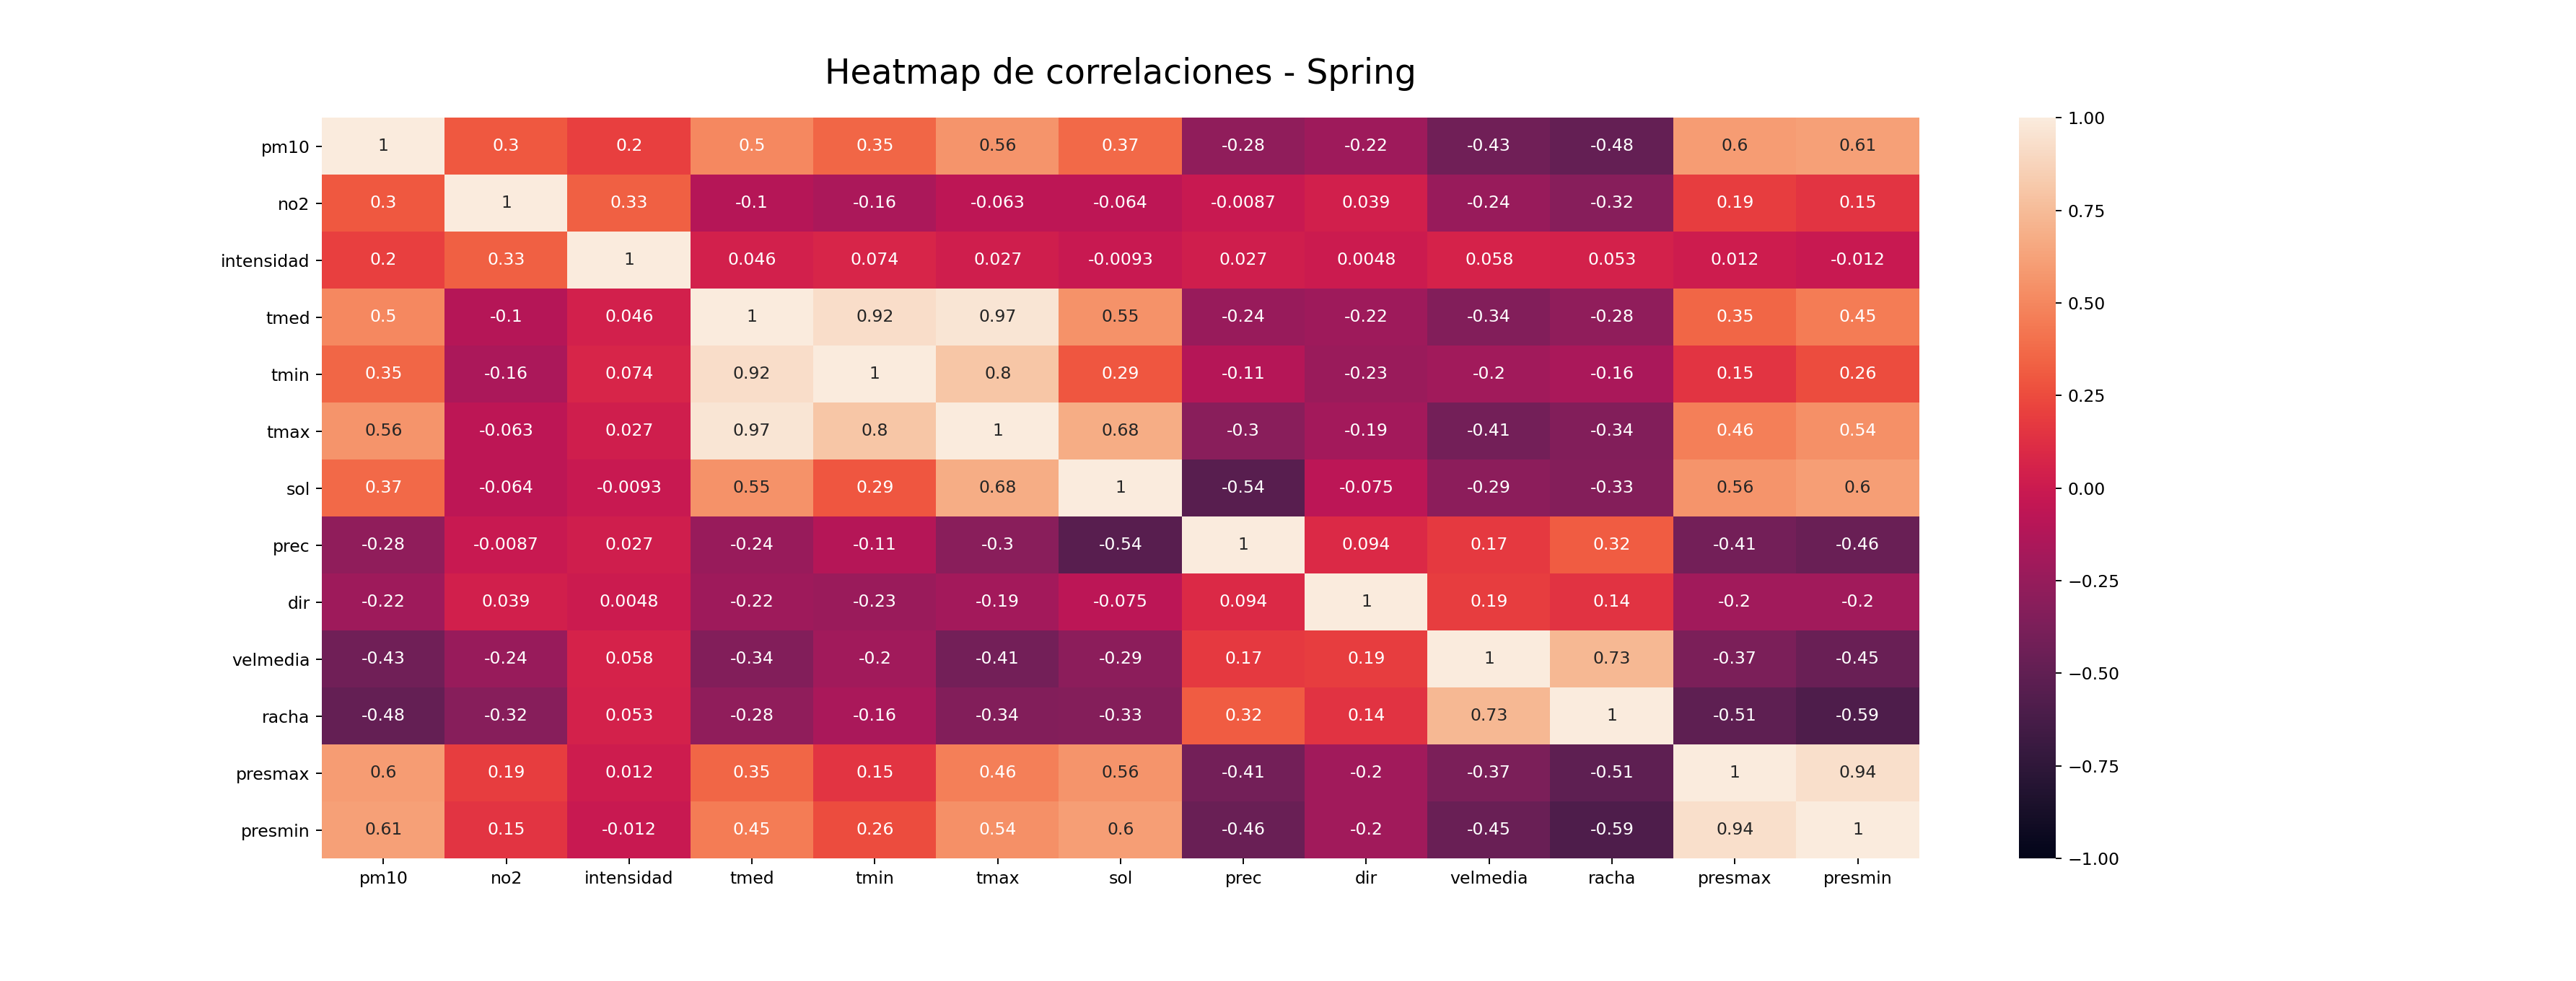 Heatmap de correlaciones - Spring
pm10 1 0.3 0.2 0.5 0.35 0.56 0.37 -0.28 -0.22 -0.43 -0.48 0.6 0.61
no2 0.3 1 0.33 -0.1 -0.16 -0.063 -0.064 -0.0087 0.039 -0.24 -0.32 0.19 0.15
intensidad 0.2 0.33 1 0.046 0.074 0.027 -0.0093 0.027 0.0048 0.058 0.053 0.012 -0.012
tmed 0.5 -0.1 0.046 1 0.92 0.97 0.55 -0.24 -0.22 -0.34 -0.28 0.35 0.45
tmin 0.35 -0.16 0.074 0.92 1 0.8 0.29 -0.11 -0.23 -0.2 -0.16 0.15 0.26
tmax 0.56 -0.063 0.027 0.97 0.8 1 0.68 -0.3 -0.19 -0.41 -0.34 0.46 0.54
sol 0.37 -0.064 -0.0093 0.55 0.29 0.68 1 -0.54 -0.075 -0.29 -0.33 0.56 0.6
prec -0.28 -0.0087 0.027 -0.24 -0.11 -0.3 -0.54 1 0.094 0.17 0.32 -0.41 -0.46
dir -0.22 0.039 0.0048 -0.22 -0.23 -0.19 -0.075 0.094 1 0.19 0.14 -0.2 -0.2
velmedia -0.43 -0.24 0.058 -0.34 -0.2 -0.41 -0.29 0.17 0.19 1 0.73 -0.37 -0.45
racha -0.48 -0.32 0.053 -0.28 -0.16 -0.34 -0.33 0.32 0.14 0.73 1 -0.51 -0.59
presmax 0.6 0.19 0.012 0.35 0.15 0.46 0.56 -0.41 -0.2 -0.37 -0.51 1 0.94
presmin 0.61 0.15 -0.012 0.45 0.26 0.54 0.6 -0.46 -0.2 -0.45 -0.59 0.94 1
pm10 no2 intensidad tmed tmin tmax sol prec dir velmedia racha presmax presmin
1.00
0.75
0.50
0.25
0.00
−0.25
−0.50
−0.75
−1.00